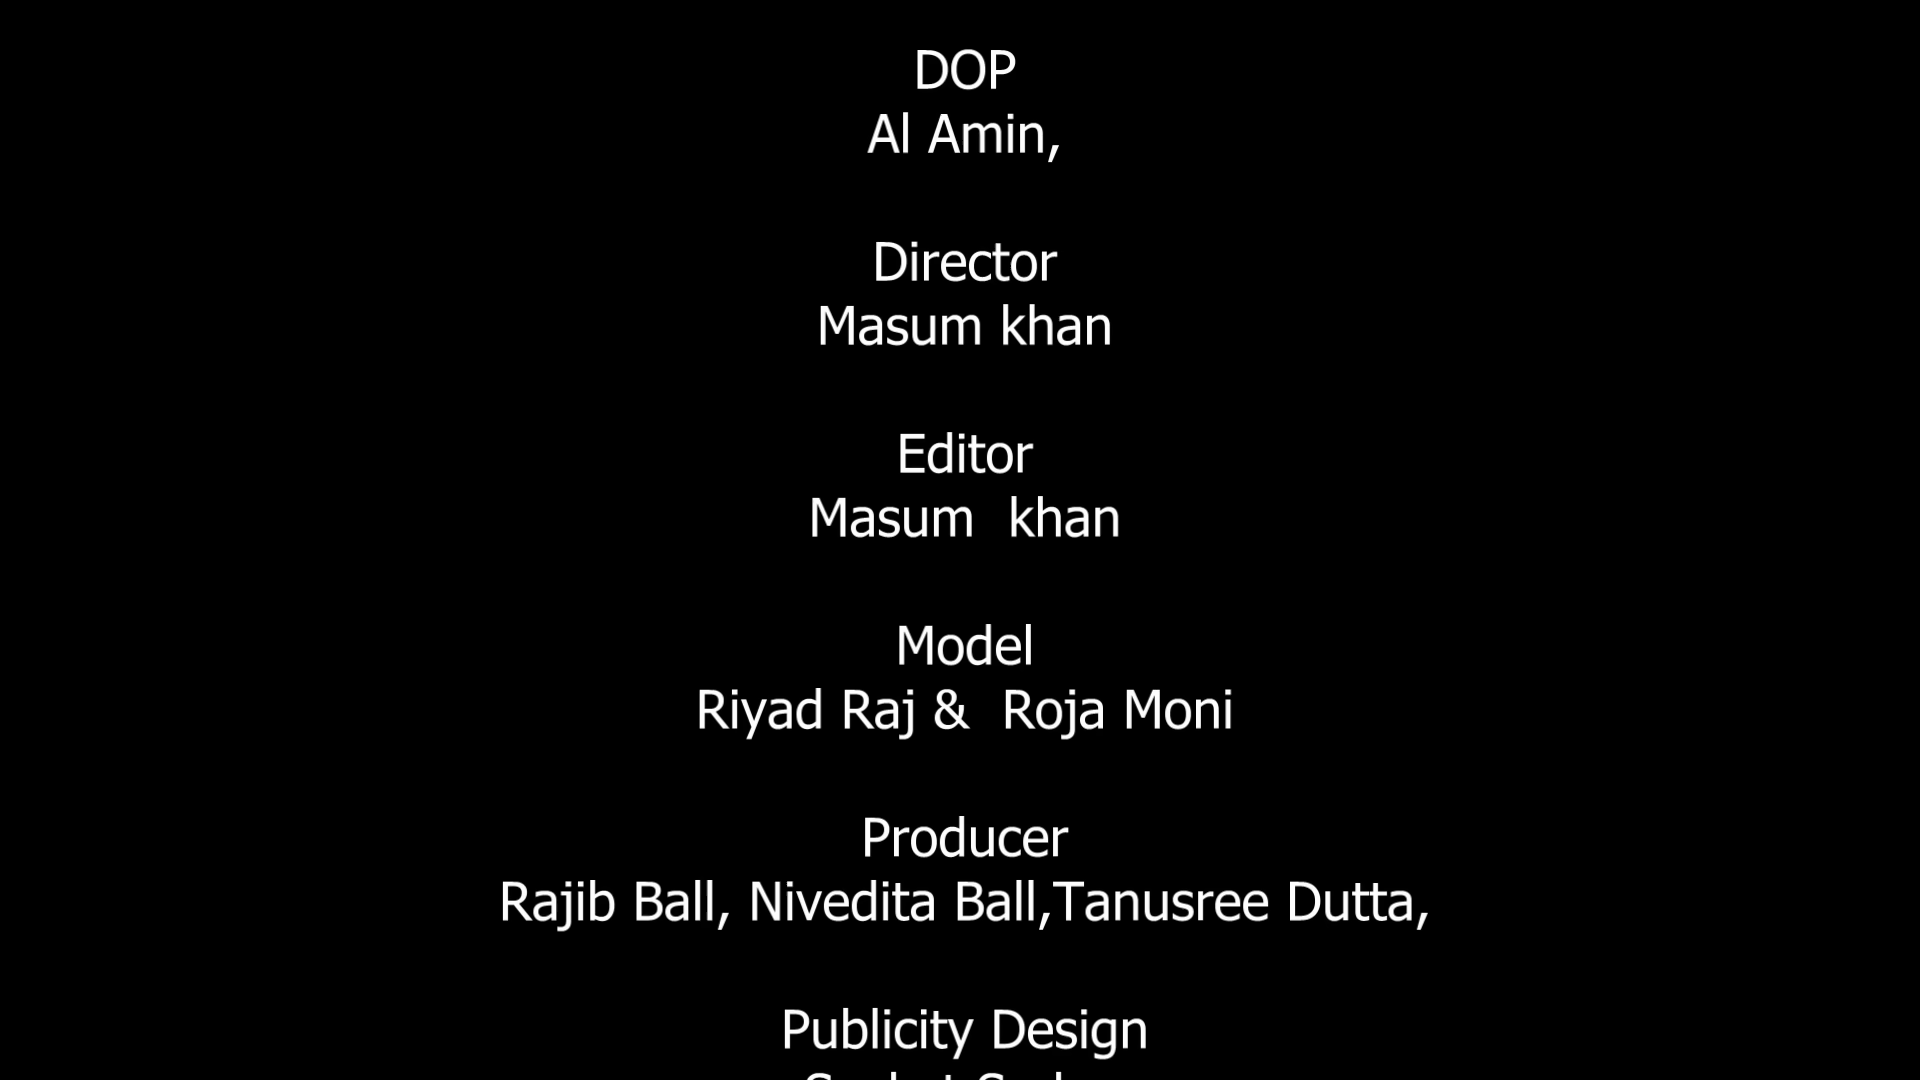 DOP
Al Amin,
Director
Masum khan
Editor
Masum  khan
Model
Riyad Raj &  Roja Moni
Producer
Rajib Ball, Nivedita Ball,Tanusree Dutta,
Publicity Design